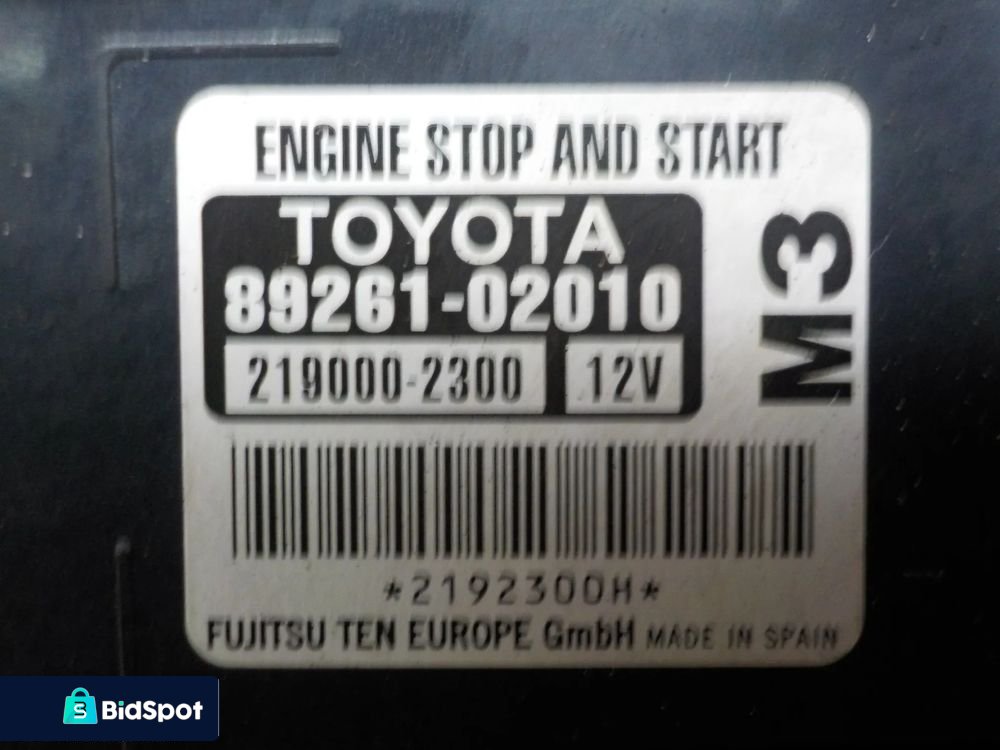 ENGINE STOP AND START
TOYOTA
89261-02010
219000-2300
12V
M3
*2192300H*
FUJITSU TEN EUROPE GmbH MADE IN SPAIN
S
BidSpot